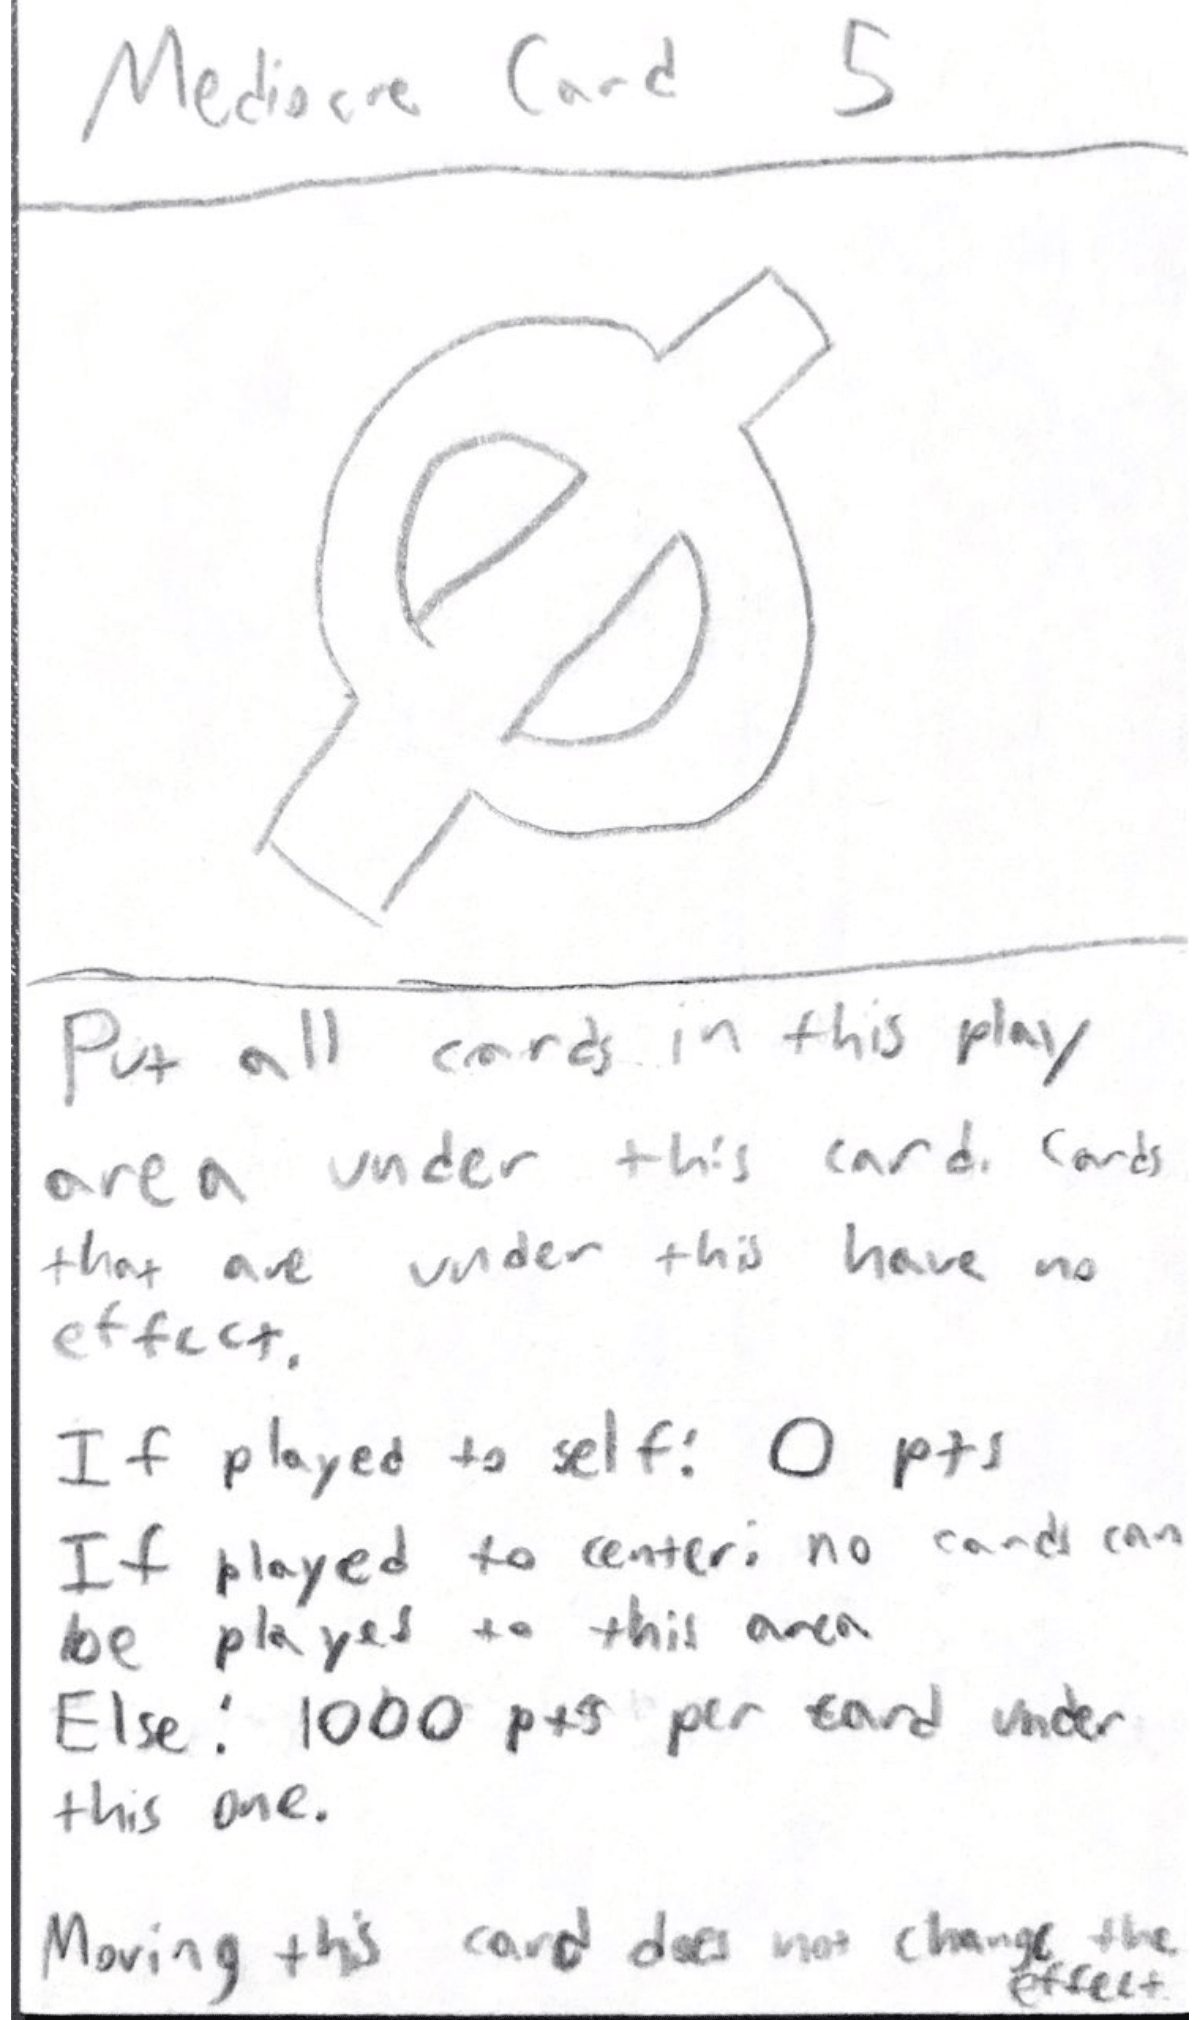 Mediocre Card 5
Put all cards in this play
area under this card. Cards
that are under this have no
effect.
If played to self: 0 pts
If played to center: no cards can
be played to this area
Else: 1000 pts per card under
this one.
Moving this card does not change the
effect